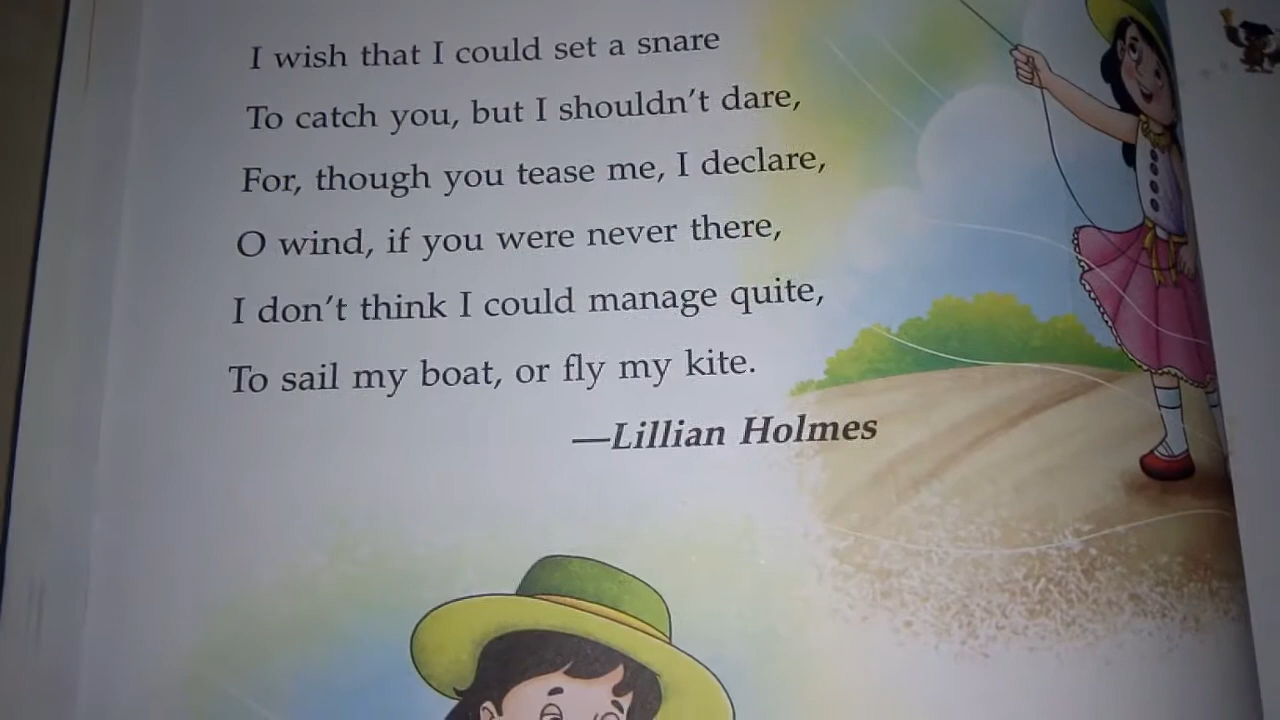 I wish that I could set a snare
To catch you, but I shouldn't dare,
For, though you tease me, I declare,
O wind, if you were never there,
I don't think I could manage quite,
To sail my boat, or fly my kite.
—Lillian Holmes